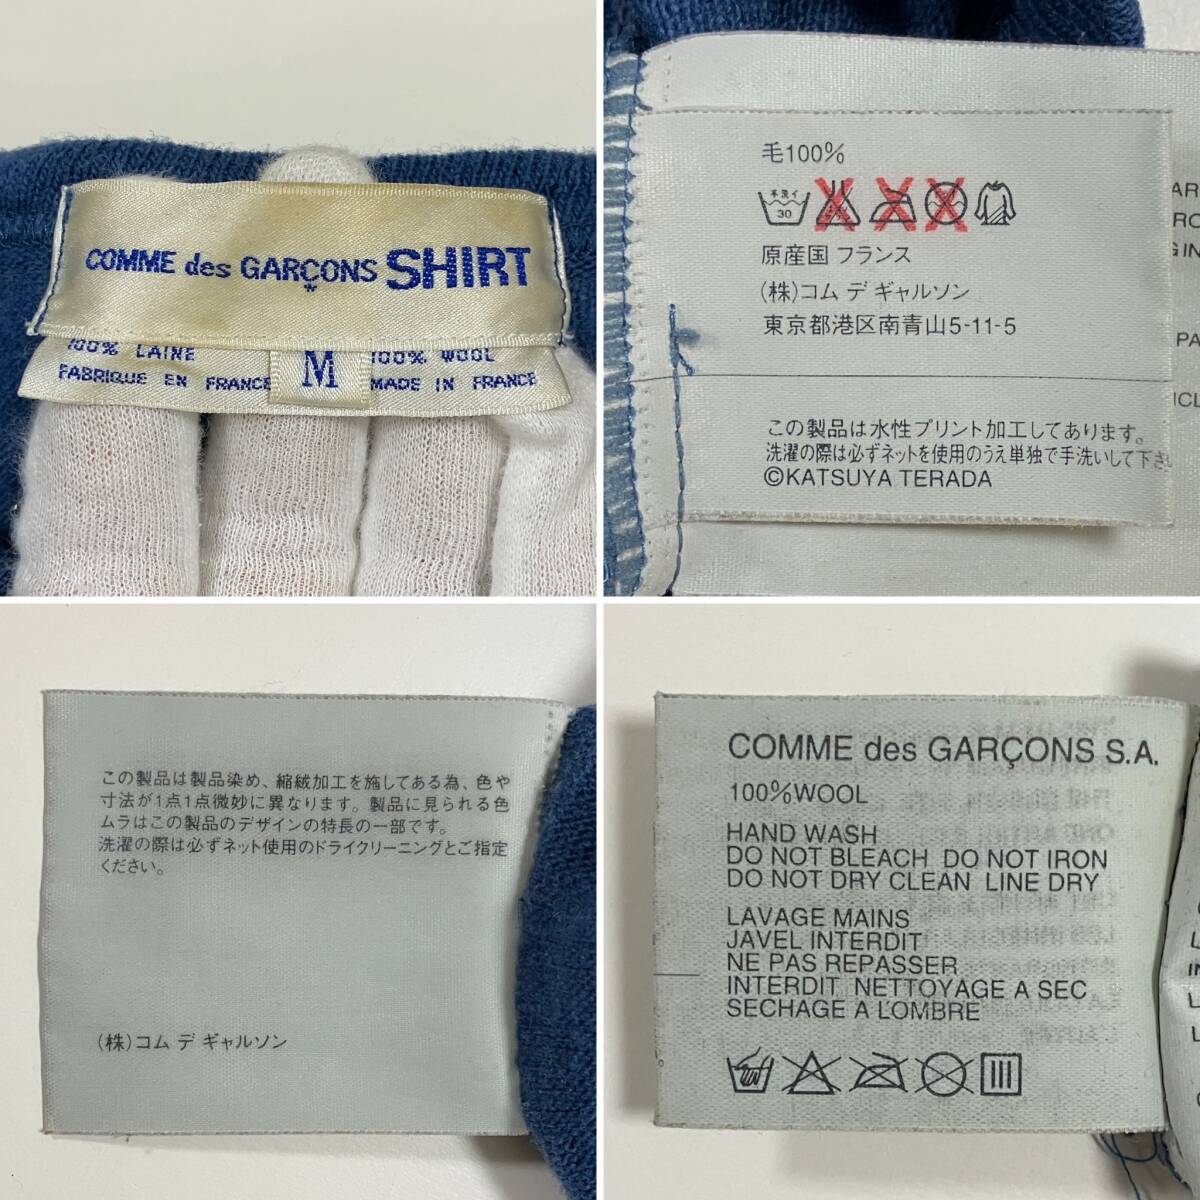 COMME des GARÇONS SHIRT
*
100% LAINE
FABRIQUE EN FRANCE
M
100% WOOL
MADE IN FRANCE
毛100%
手洗イ
30
原産国 フランス
(株)コム デ ギャルソン
東京都港区南青山5-11-5
この製品は水性プリント加工してあります。
洗濯の際は必ずネットを使用のうえ単独で手洗いして下さ
©KATSUYA TERADA
この製品は製品染め、縮絨加工を施してある為、色や
寸法が1点1点微妙に異なります。製品に見られる色
ムラはこの製品のデザインの特長の一部です。
洗濯の際は必ずネット使用のドライクリーニングとご指定
ください。
(株)コム デ ギャルソン
COMME des GARÇONS S.A.
100%WOOL
HAND WASH
DO NOT BLEACH DO NOT IRON
DO NOT DRY CLEAN LINE DRY
LAVAGE MAINS
JAVEL INTERDIT
NE PAS REPASSER
INTERDIT NETTOYAGE A SEC
SECHAGE A L'OMBRE